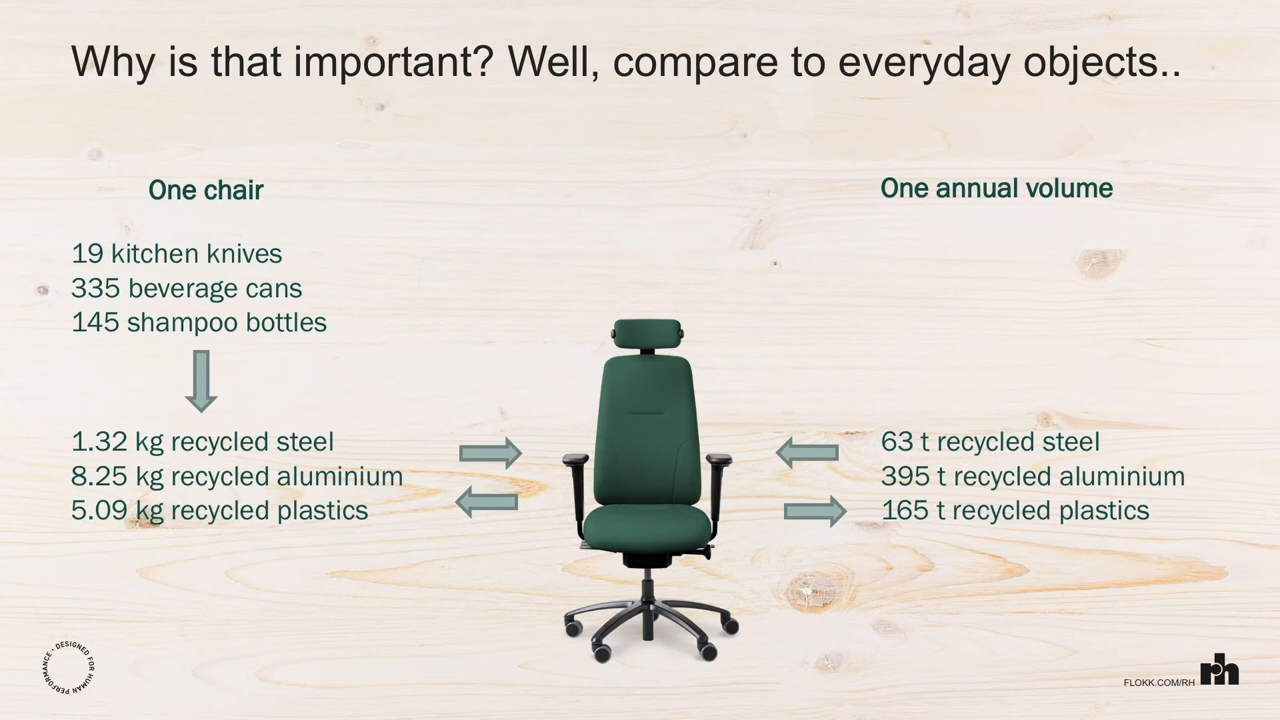 Why is that important? Well, compare to everyday objects..
One chair
19 kitchen knives
335 beverage cans
145 shampoo bottles
1.32 kg recycled steel
8.25 kg recycled aluminium
5.09 kg recycled plastics
One annual volume
63 t recycled steel
395 t recycled aluminium
165 t recycled plastics
DESIGNED FOR HUMAN PERFORMANCE -
FLOKK.COM/RH
rh